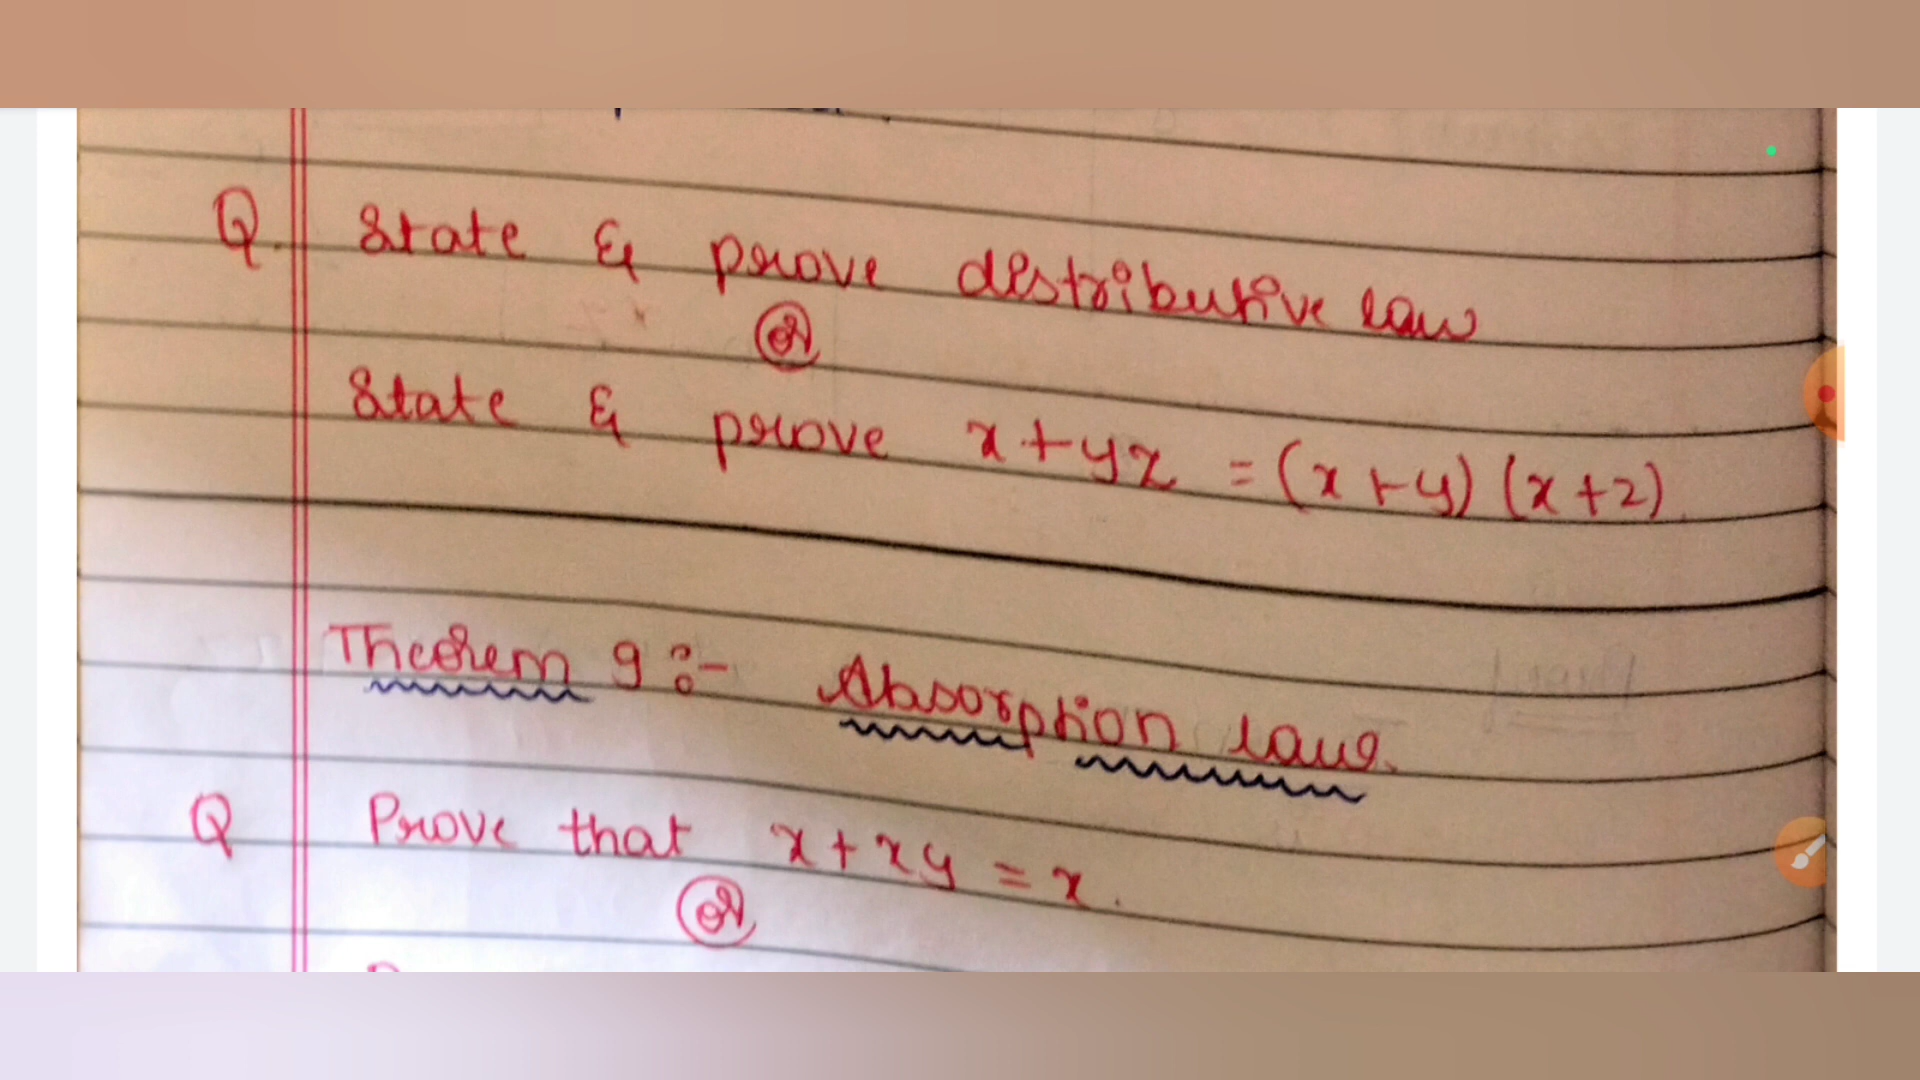 Q. State & prove distributive law
or
State & prove x+yz = (x+y) (x+z)
Theorem 9 :- Absorption law.
Q Prove that x+xy = x.
or